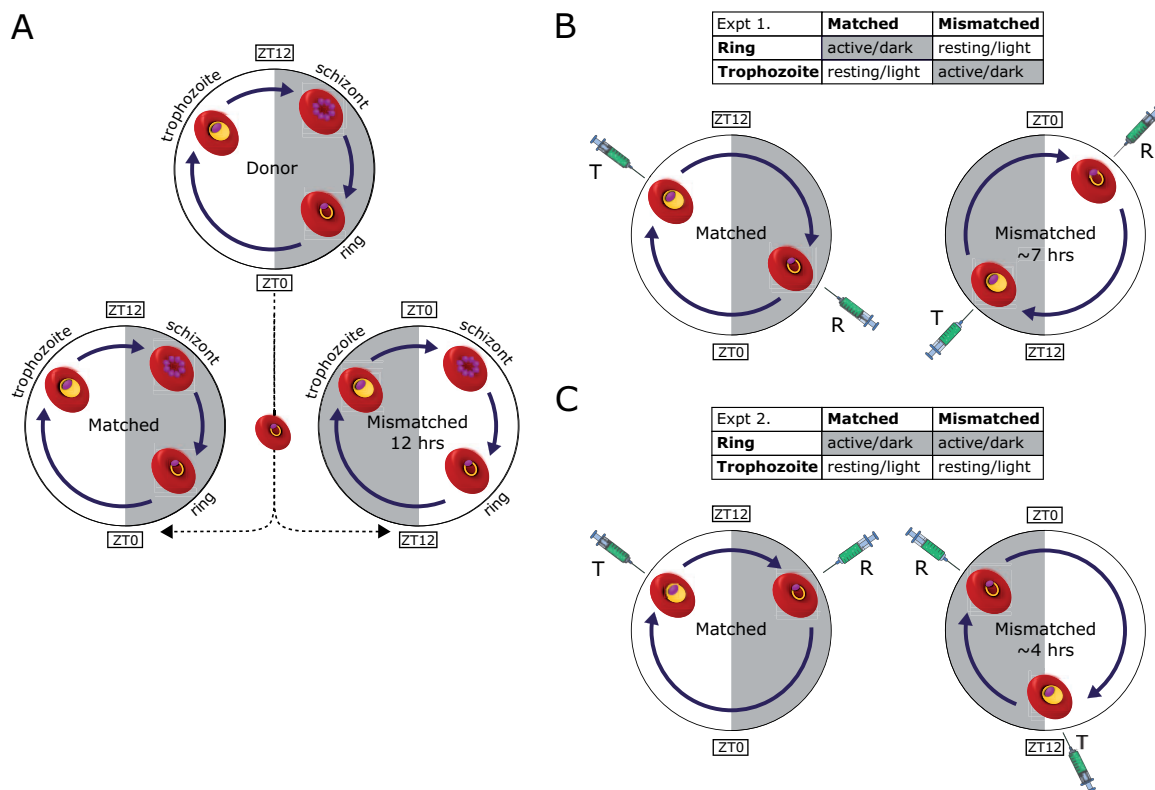 A
ZT12
trophozoite
schizont
Donor
ring
ZT0
ZT12
trophozoite
schizont
Matched
ring
ZT0
ZT0
trophozoite
schizont
Mismatched
12 hrs
ring
ZT12
B
Expt 1. Matched Mismatched
Ring active/dark resting/light
Trophozoite resting/light active/dark
ZT12
T
Matched
R
ZT0
ZT0
R
Mismatched
~7 hrs
T
ZT12
C
Expt 2. Matched Mismatched
Ring active/dark active/dark
Trophozoite resting/light resting/light
ZT12
T
R
Matched
ZT0
ZT0
R
Mismatched
~4 hrs
ZT12
T